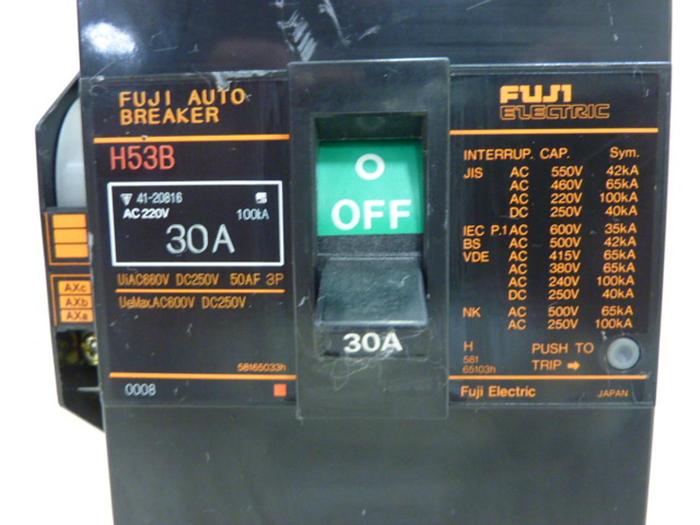 FUJI AUTO
BREAKER
H53B
41-20816
AC 220V 100kA
30A
UiAC660V DC250V 50AF 3P
UeMaxAC600V DC250V
58165033h
0008
AXc
AXb
AXa
O
OFF
30A
FUJI
ELECTRIC
INTERRUP. CAP. Sym.
JIS AC 550V 42kA
AC 460V 65kA
AC 220V 100kA
DC 250V 40kA
IEC P.1 AC 600V 35kA
BS AC 500V 42kA
VDE AC 415V 65kA
AC 380V 65kA
AC 240V 100kA
DC 250V 40kA
NK AC 500V 65kA
AC 250V 100kA
H PUSH TO
581
65103h TRIP ➡
Fuji Electric JAPAN